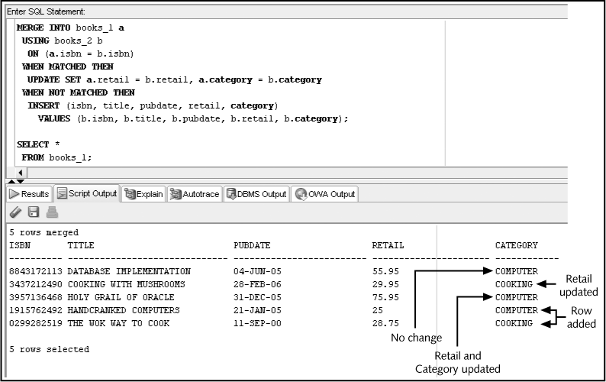 Enter SQL Statement:
MERGE INTO books_1 a
USING books_2 b
ON (a.isbn = b.isbn)
WHEN MATCHED THEN
UPDATE SET a.retail = b.retail, a.category = b.category
WHEN NOT MATCHED THEN
INSERT (isbn, title, pubdate, retail, category)
VALUES (b.isbn, b.title, b.pubdate, b.retail, b.category);
SELECT *
FROM books_1;
Results Script Output Explain Autotrace DBMS Output OWA Output
5 rows merged
ISBN TITLE PUBDATE RETAIL CATEGORY
8843172113 DATABASE IMPLEMENTATION 04-JUN-05 55.95 COMPUTER
3437212490 COOKING WITH MUSHROOMS 28-FEB-06 29.95 COOKING
3957136468 HOLY GRAIL OF ORACLE 31-DEC-05 75.95 COMPUTER
1915762492 HANDCRANKED COMPUTERS 21-JAN-05 25 COMPUTER
0299282519 THE WOK WAY TO COOK 11-SEP-00 28.75 COOKING
5 rows selected
Retail
updated
Row
added
No change
Retail and
Category updated